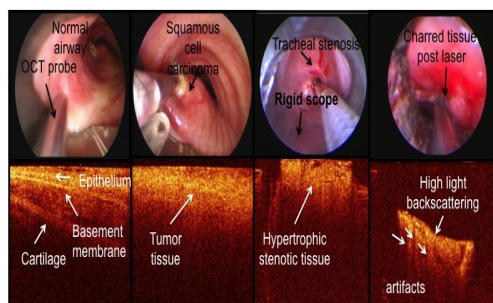 Normal
airway
OCT probe
Squamous
cell
carcinoma
Tracheal stenosis
Rigid scope
Charred tissue
post laser
Epithelium
Basement
membrane
Cartilage
Tumor
tissue
Hypertrophic
stenotic tissue
High light
backscattering
artifacts